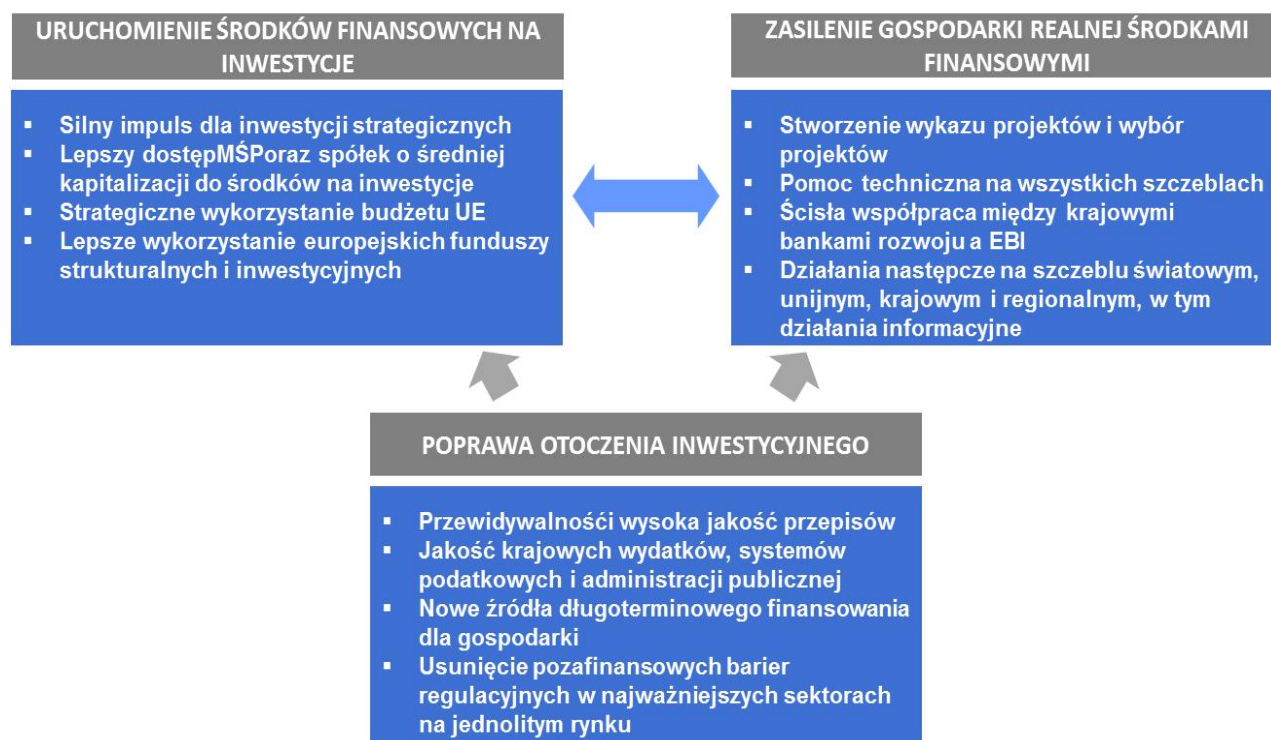 URUCHOMIENIE ŚRODKÓW FINANSOWYCH NA
INWESTYCJE
▪ Silny impuls dla inwestycji strategicznych
▪ Lepszy dostępMŚPoraz spółek o średniej
kapitalizacji do środków na inwestycje
▪ Strategiczne wykorzystanie budżetu UE
▪ Lepsze wykorzystanie europejskich funduszy
strukturalnych i inwestycyjnych
ZASILENIE GOSPODARKI REALNEJ ŚRODKAMI
FINANSOWYMI
▪ Stworzenie wykazu projektów i wybór
projektów
▪ Pomoc techniczna na wszystkich szczeblach
▪ Ścisła współpraca między krajowymi
bankami rozwoju a EBI
▪ Działania następcze na szczeblu światowym,
unijnym, krajowym i regionalnym, w tym
działania informacyjne
POPRAWA OTOCZENIA INWESTYCYJNEGO
▪ Przewidywalnośći wysoka jakość przepisów
▪ Jakość krajowych wydatków, systemów
podatkowych i administracji publicznej
▪ Nowe źródła długoterminowego finansowania
dla gospodarki
▪ Usunięcie pozafinansowych barier
regulacyjnych w najważniejszych sektorach
na jednolitym rynku